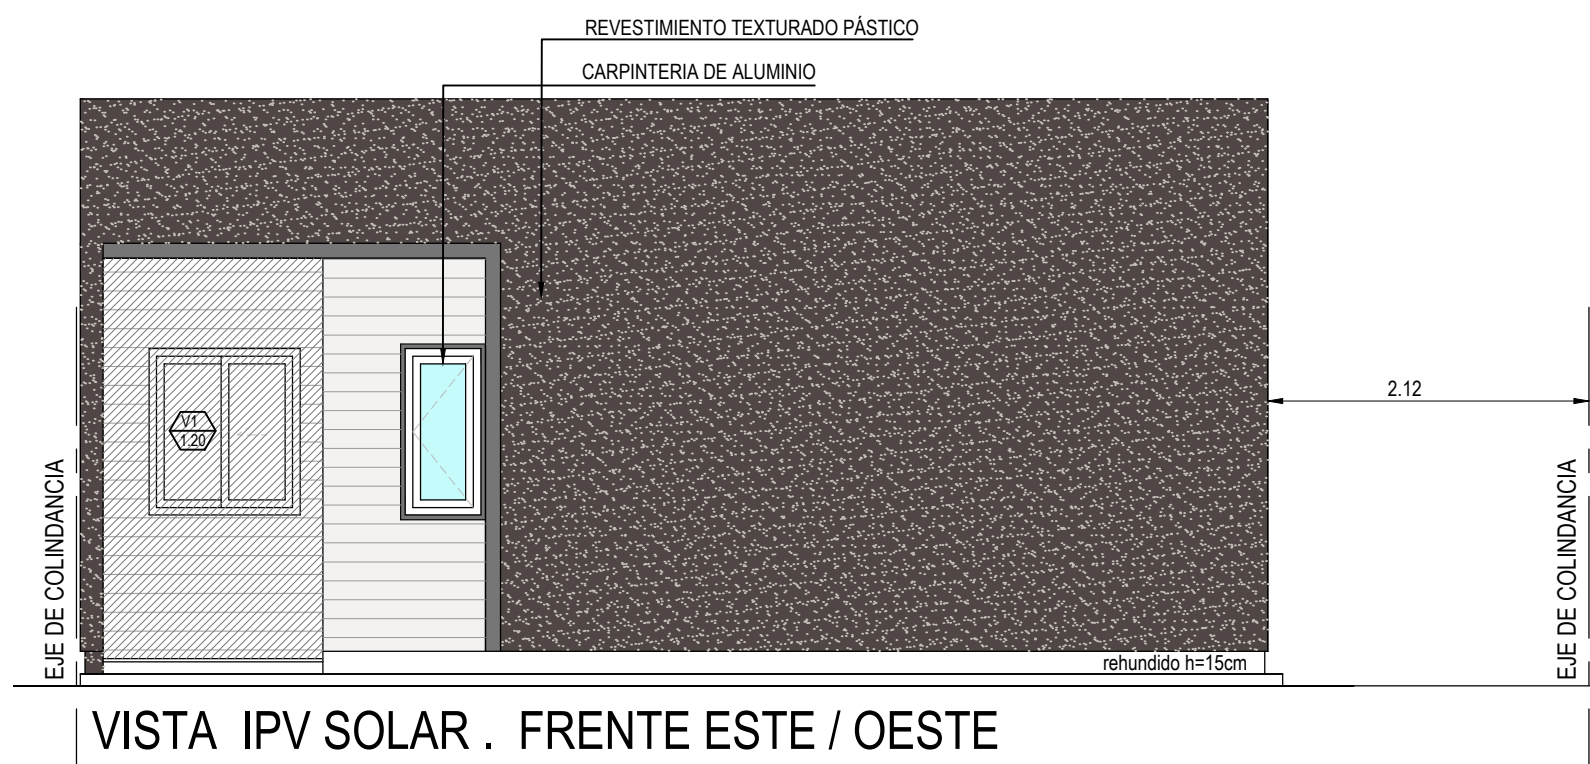 REVESTIMIENTO TEXTURADO PÁSTICO
CARPINTERIA DE ALUMINIO
2.12
V1
1.20
EJE DE COLINDANCIA
EJE DE COLINDANCIA
rehundido h=15cm
VISTA IPV SOLAR . FRENTE ESTE / OESTE